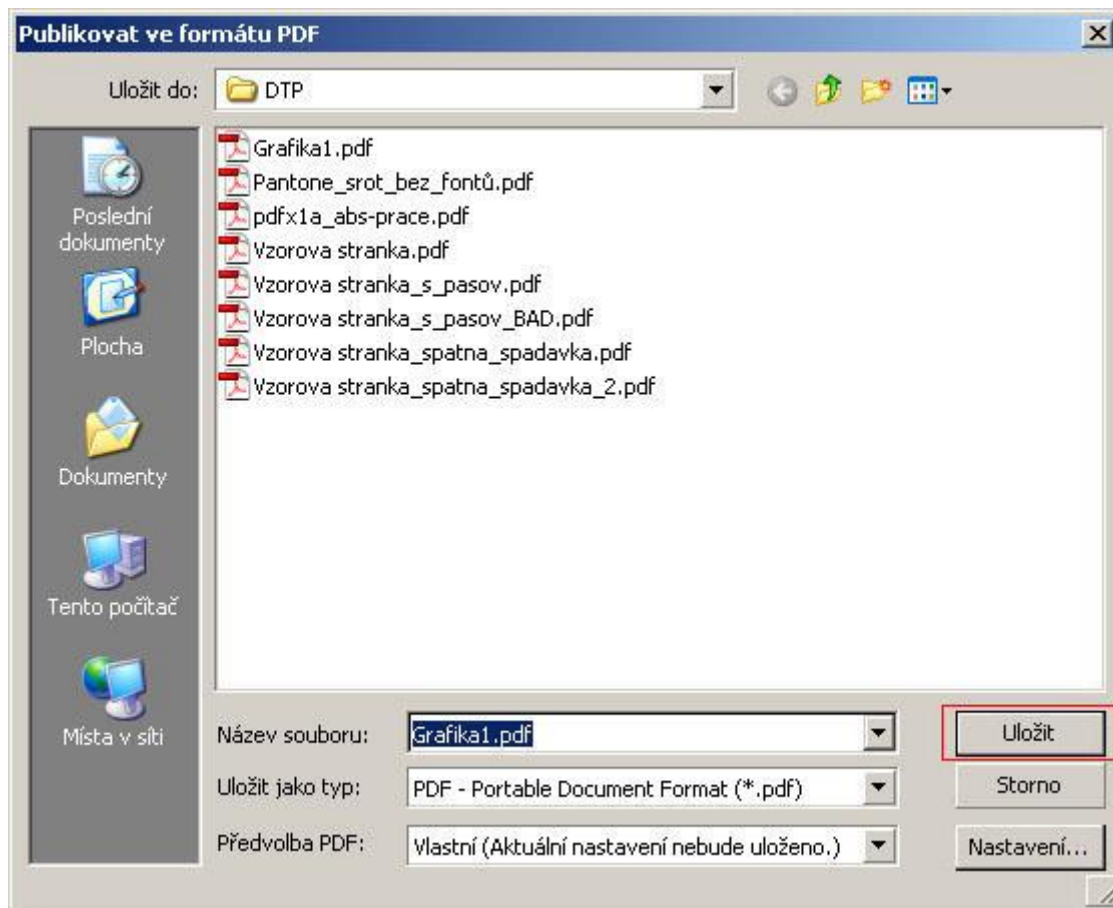 Publikovat ve formátu PDF
Uložit do:
DTP
Grafika1.pdf
Pantone_srot_bez_fontů.pdf
pdfx1a_abs-prace.pdf
Vzorova stranka.pdf
Vzorova stranka_s_pasov.pdf
Vzorova stranka_s_pasov_BAD.pdf
Vzorova stranka_spatna_spadavka.pdf
Vzorova stranka_spatna_spadavka_2.pdf
Poslední
dokumenty
Plocha
Dokumenty
Tento počítač
Místa v síti
Název souboru:
Grafika1.pdf
Uložit
Uložit jako typ:
PDF - Portable Document Format (*.pdf)
Storno
Předvolba PDF:
Vlastní (Aktuální nastavení nebude uloženo.)
Nastavení...